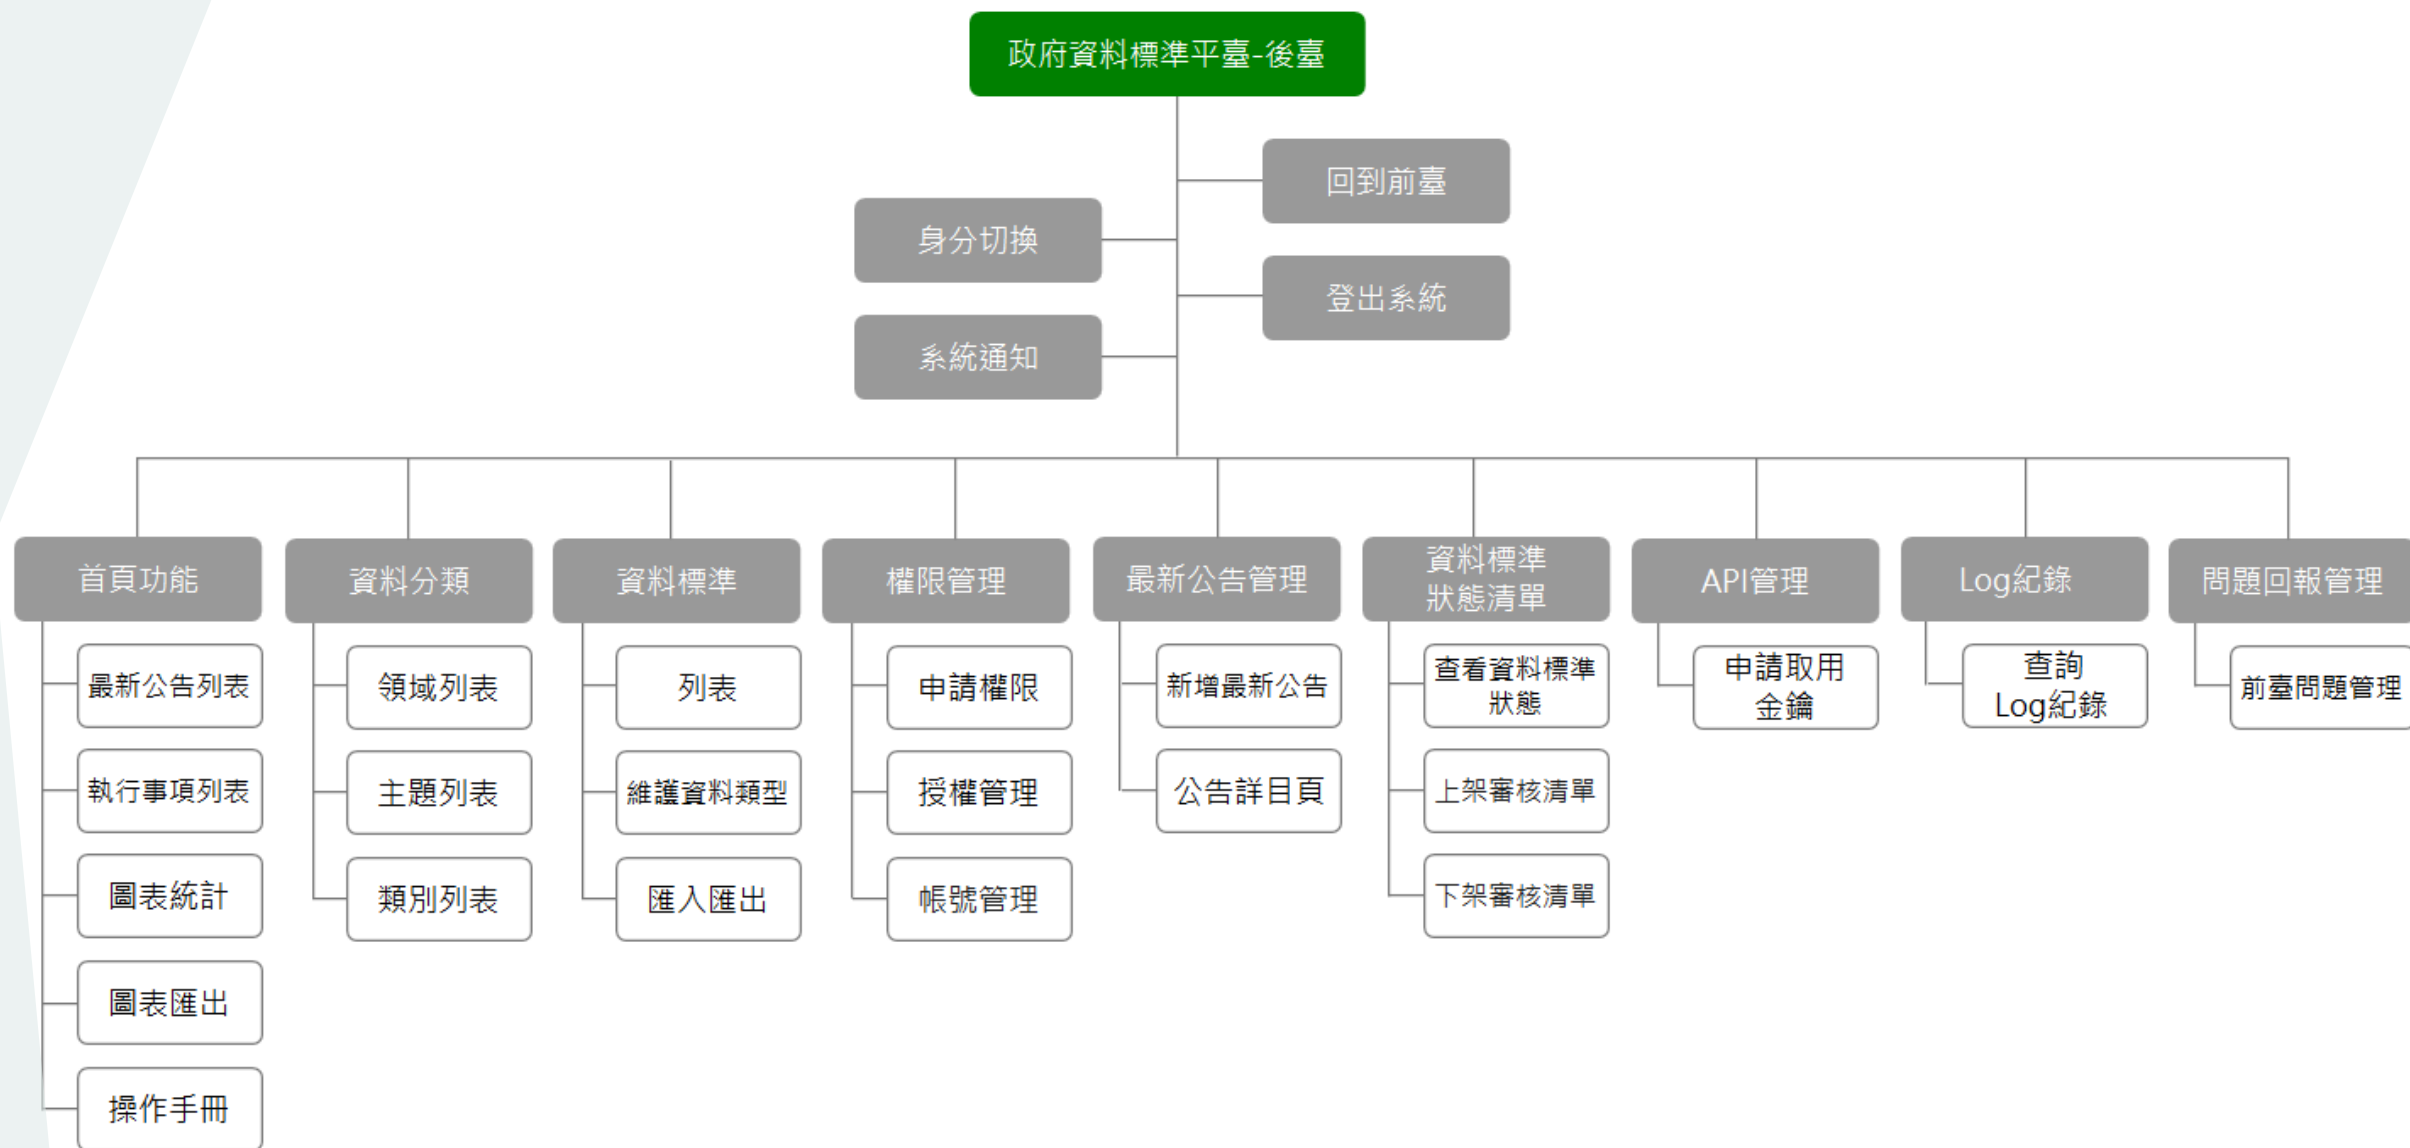 政府資料標準平臺-後臺
回到前臺
身分切換
登出系統
系統通知
首頁功能
最新公告列表
執行事項列表
圖表統計
圖表匯出
操作手冊
資料分類
領域列表
主題列表
類別列表
資料標準
列表
維護資料類型
匯入匯出
權限管理
申請權限
授權管理
帳號管理
最新公告管理
新增最新公告
公告詳目頁
資料標準
狀態清單
查看資料標準
狀態
上架審核清單
下架審核清單
API管理
申請取用
金鑰
Log紀錄
查詢
Log紀錄
問題回報管理
前臺問題管理